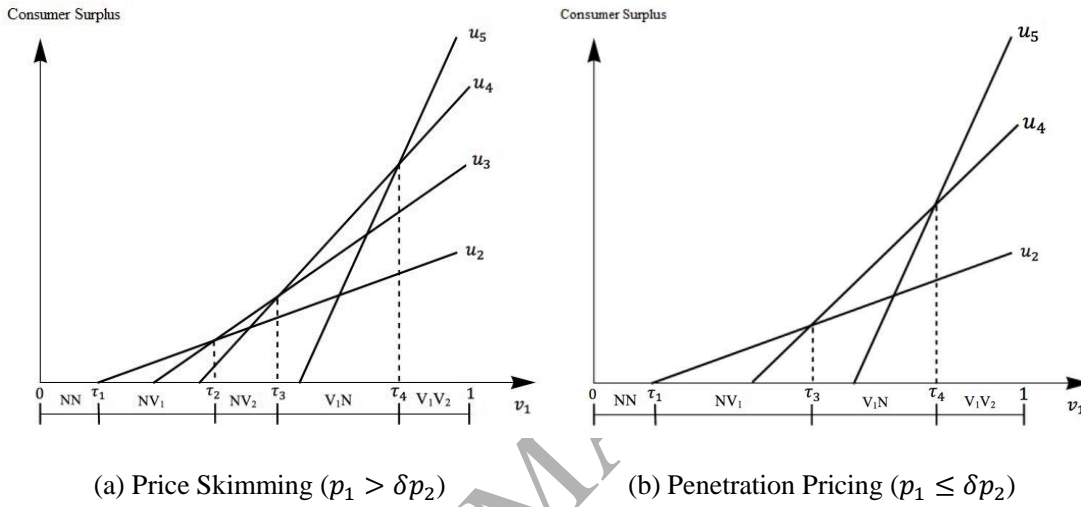 Consumer Surplus
u₅
u₄
u₃
u₂
0 τ₁ τ₂ τ₃ τ₄ 1 v₁
NN NV₁ NV₂ V₁N V₁V₂
(a) Price Skimming (p₁ > δp₂)
Consumer Surplus
u₅
u₄
u₂
0 τ₁ τ₃ τ₄ 1 v₁
NN NV₁ V₁N V₁V₂
(b) Penetration Pricing (p₁ ≤ δp₂)